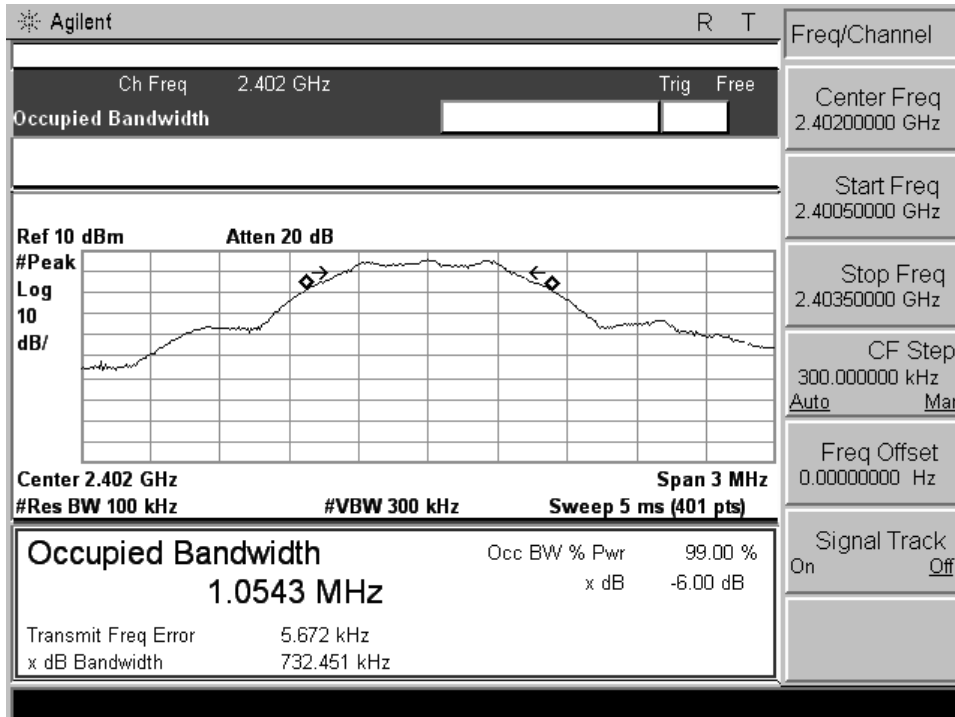 Agilent R T
Ch Freq 2.402 GHz Trig Free
Occupied Bandwidth
Ref 10 dBm Atten 20 dB
#Peak
Log
10
dB/
Center 2.402 GHz Span 3 MHz
#Res BW 100 kHz #VBW 300 kHz Sweep 5 ms (401 pts)
Occupied Bandwidth Occ BW % Pwr 99.00 %
1.0543 MHz x dB -6.00 dB
Transmit Freq Error 5.672 kHz
x dB Bandwidth 732.451 kHz
Freq/Channel
Center Freq
2.40200000 GHz
Start Freq
2.40050000 GHz
Stop Freq
2.40350000 GHz
CF Step
300.000000 kHz
Auto Mar
Freq Offset
0.00000000 Hz
Signal Track
On Off